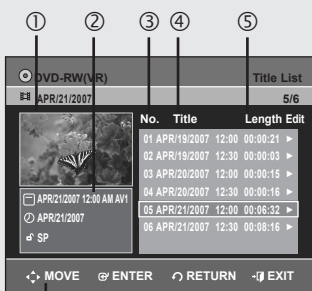 ① ② ③ ④ ⑤
DVD-RW(VR) Title List
APR/21/2007 5/6
No. Title Length Edit
01 APR/19/2007 12:00 00:00:21 ►
02 APR/19/2007 12:30 00:00:03 ►
03 APR/20/2007 12:00 00:00:15 ►
04 APR/20/2007 12:30 00:00:16 ►
05 APR/21/2007 12:00 00:06:32 ►
06 APR/21/2007 12:30 00:08:16 ►
APR/21/2007 12:00 AM AV1
APR/21/2007
SP
MOVE ENTER RETURN EXIT